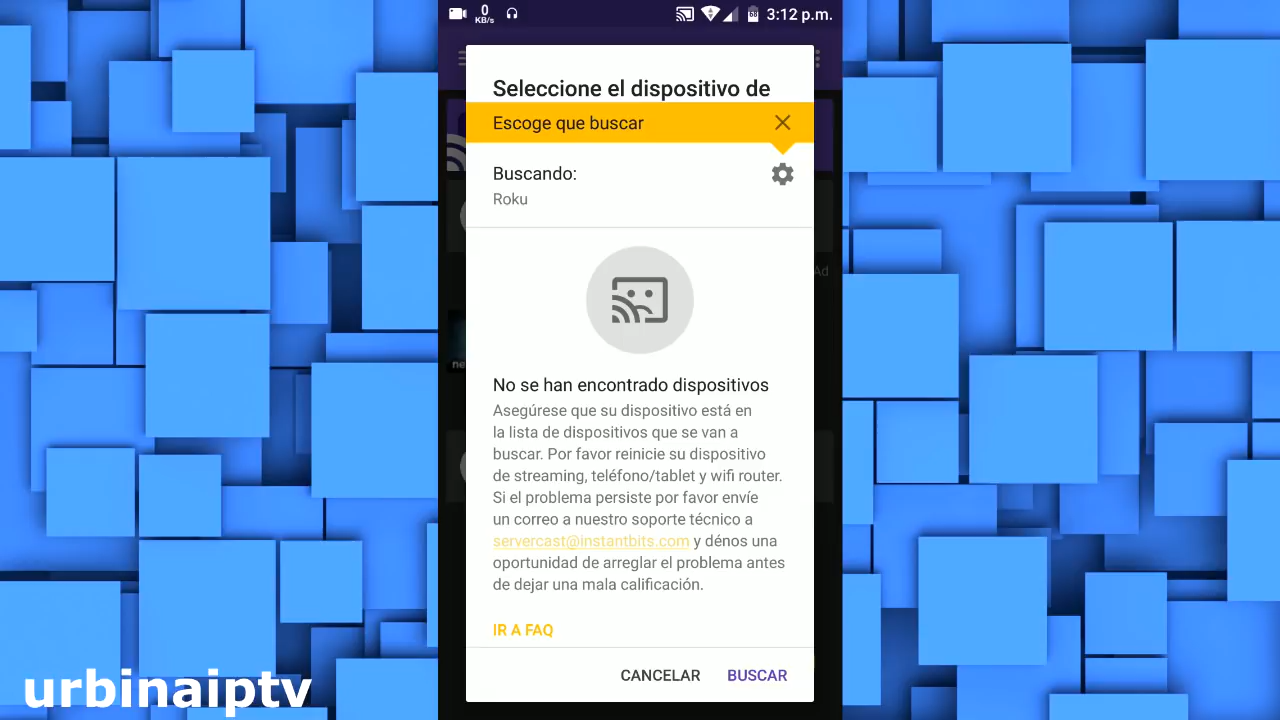 0
KB/s
3:12 p.m.
Seleccione el dispositivo de
Escoge que buscar
Buscando:
Roku
Ad
ne
No se han encontrado dispositivos
Asegúrese que su dispositivo está en
la lista de dispositivos que se van a
buscar. Por favor reinicie su dispositivo
de streaming, teléfono/tablet y wifi router.
Si el problema persiste por favor envíe
un correo a nuestro soporte técnico a
servercast@instantbits.com y dénos una
oportunidad de arreglar el problema antes
de dejar una mala calificación.
IR A FAQ
CANCELAR BUSCAR
urbinaiptv